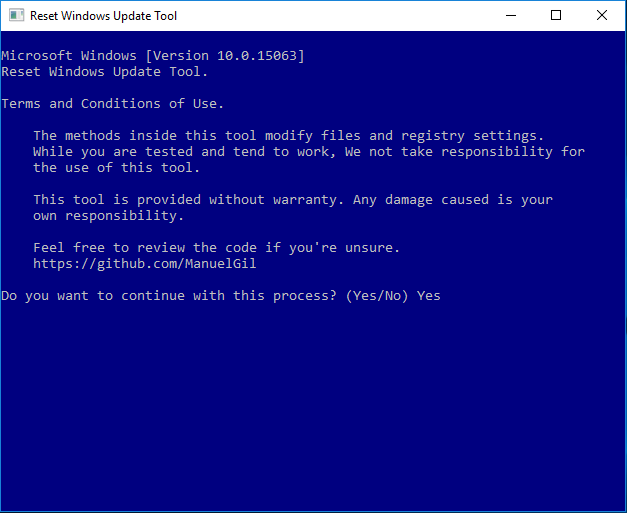 Reset Windows Update Tool
Microsoft Windows [Version 10.0.15063]
Reset Windows Update Tool.
Terms and Conditions of Use.
The methods inside this tool modify files and registry settings.
While you are tested and tend to work, We not take responsibility for
the use of this tool.
This tool is provided without warranty. Any damage caused is your
own responsibility.
Feel free to review the code if you're unsure.
https://github.com/ManuelGil
Do you want to continue with this process? (Yes/No) Yes